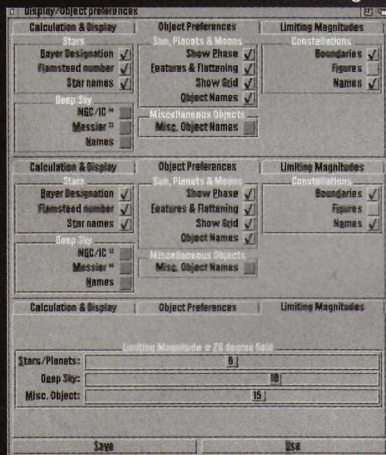 Display/Object preferences
Calculation & Display Object Preferences Limiting Magnitudes
Stars Sun, Planets & Moons Constellations
Bayer Designation Show Phase Boundaries
Flamsteed number Features & Flattening Figures
Star names Show Grid Names
Deep Sky Object Names
NGC/IC # Miscellaneous Objects
Messier # Misc. Object Names
Names
Calculation & Display Object Preferences Limiting Magnitudes
Stars Sun, Planets & Moons Constellations
Bayer Designation Show Phase Boundaries
Flamsteed number Features & Flattening Figures
Star names Show Grid Names
Deep Sky Object Names
NGC/IC # Miscellaneous Objects
Messier # Misc. Object Names
Names
Calculation & Display Object Preferences Limiting Magnitudes
Limiting Magnitude @ 20 degree field
Stars/Planets: 6
Deep Sky: 10
Misc. Object: 15
Save Use